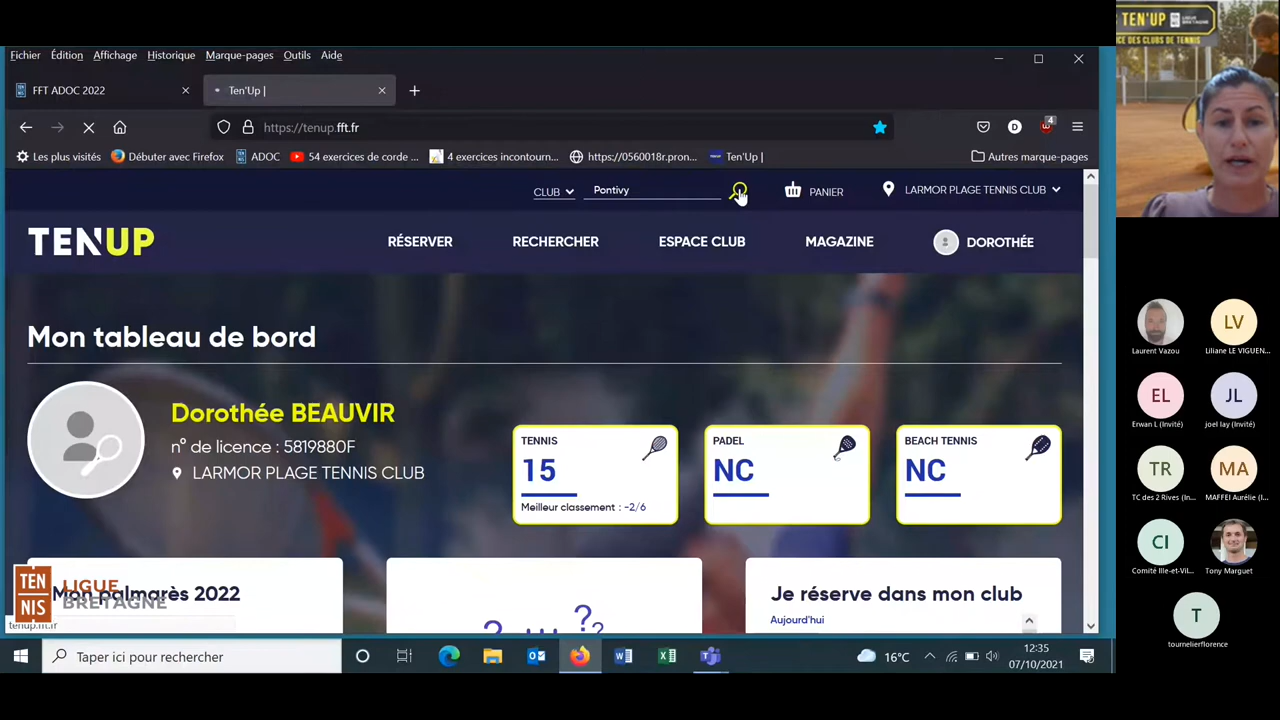 TEN'UP
LIGUE
BRETAGNE
CE DES CLUBS DE TENNIS
Fichier Édition Affichage Historique Marque-pages Outils Aide
FFT ADOC 2022
Ten'Up |
https://tenup.fft.fr
D
4
Les plus visités
Débuter avec Firefox
ADOC
54 exercices de corde ...
4 exercices incontourn...
https://0560018r.pron...
Ten'Up |
Autres marque-pages
CLUB
Pontivy
PANIER
LARMOR PLAGE TENNIS CLUB
TENUP
RÉSERVER
RECHERCHER
ESPACE CLUB
MAGAZINE
DOROTHÉE
Mon tableau de bord
Dorothée BEAUVIR
n° de licence : 5819880F
LARMOR PLAGE TENNIS CLUB
TENNIS
15
Meilleur classement : -2/6
PADEL
NC
BEACH TENNIS
NC
Mon palmarès 2022
? ... ??
Je réserve dans mon club
Aujourd'hui
TEN
NIS
LIGUE
BRETAGNE
tenup.fft.fr
Taper ici pour rechercher
16°C
12:35
07/10/2021
Laurent Vazou
LV
Liliane LE VIGUEN...
EL
Erwan L (Invité)
JL
joel lay (Invité)
TR
TC des 2 Rives (In...
MA
MAFFEI Aurélie (I...
CI
Comité Ille-et-Vil...
Tony Marguet
T
tournelierflorence